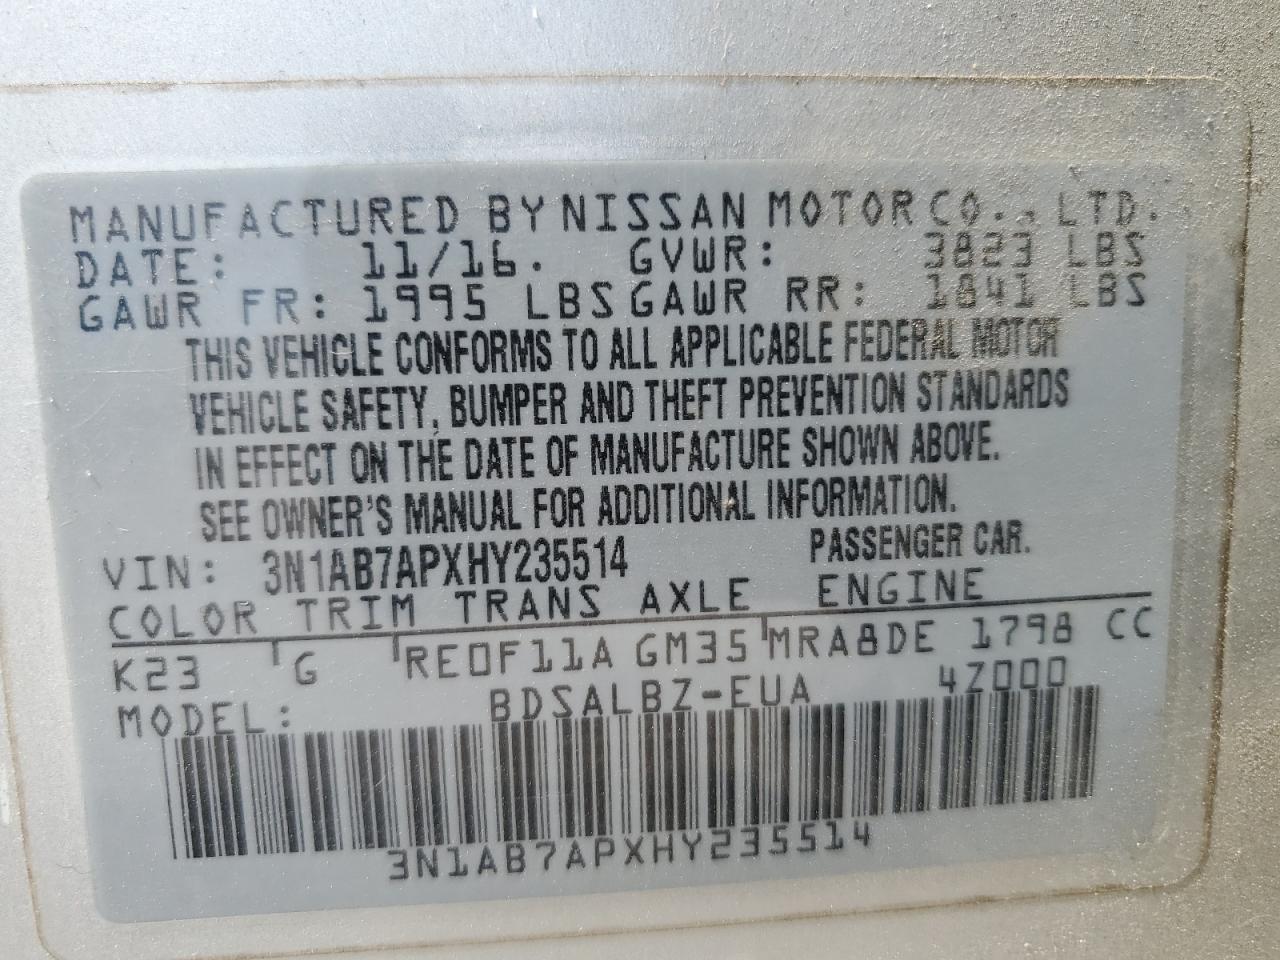 MANUFACTURED BY NISSAN MOTOR CO., LTD.
DATE: 11/16. GVWR: 3823 LBS
GAWR FR: 1995 LBS GAWR RR: 1841 LBS
THIS VEHICLE CONFORMS TO ALL APPLICABLE FEDERAL MOTOR
VEHICLE SAFETY, BUMPER AND THEFT PREVENTION STANDARDS
IN EFFECT ON THE DATE OF MANUFACTURE SHOWN ABOVE.
SEE OWNER'S MANUAL FOR ADDITIONAL INFORMATION.
VIN: 3N1AB7APXHY235514 PASSENGER CAR.
COLOR TRIM TRANS AXLE ENGINE
K23 G RE0F11A GM35 MRA8DE 1798 CC
MODEL: BDSALBZ-EUA 4Z000
3N1AB7APXHY235514